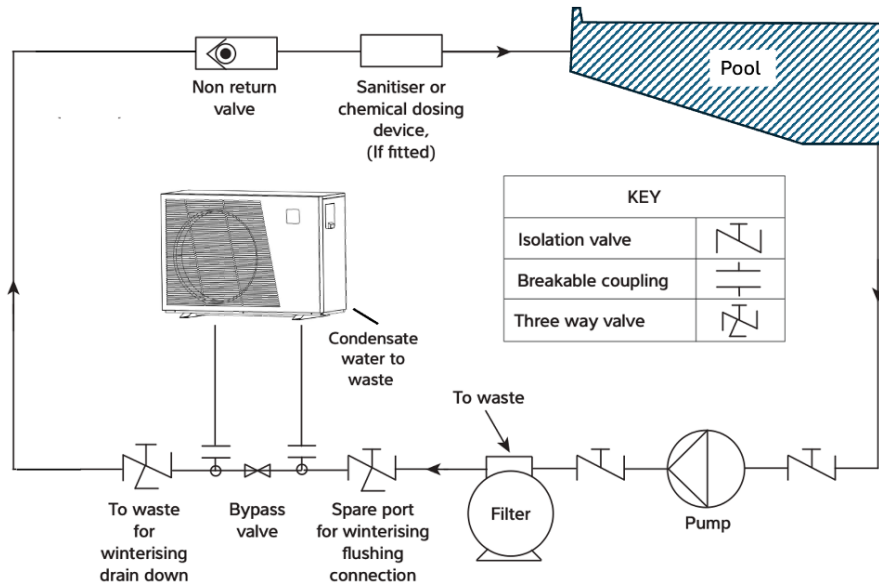 Non return
valve
Sanitiser or
chemical dosing
device,
(If fitted)
Pool
KEY
Isolation valve
Breakable coupling
Three way valve
Condensate
water to
waste
To waste
Filter
Pump
To waste
for
winterising
drain down
Bypass
valve
Spare port
for winterising
flushing
connection